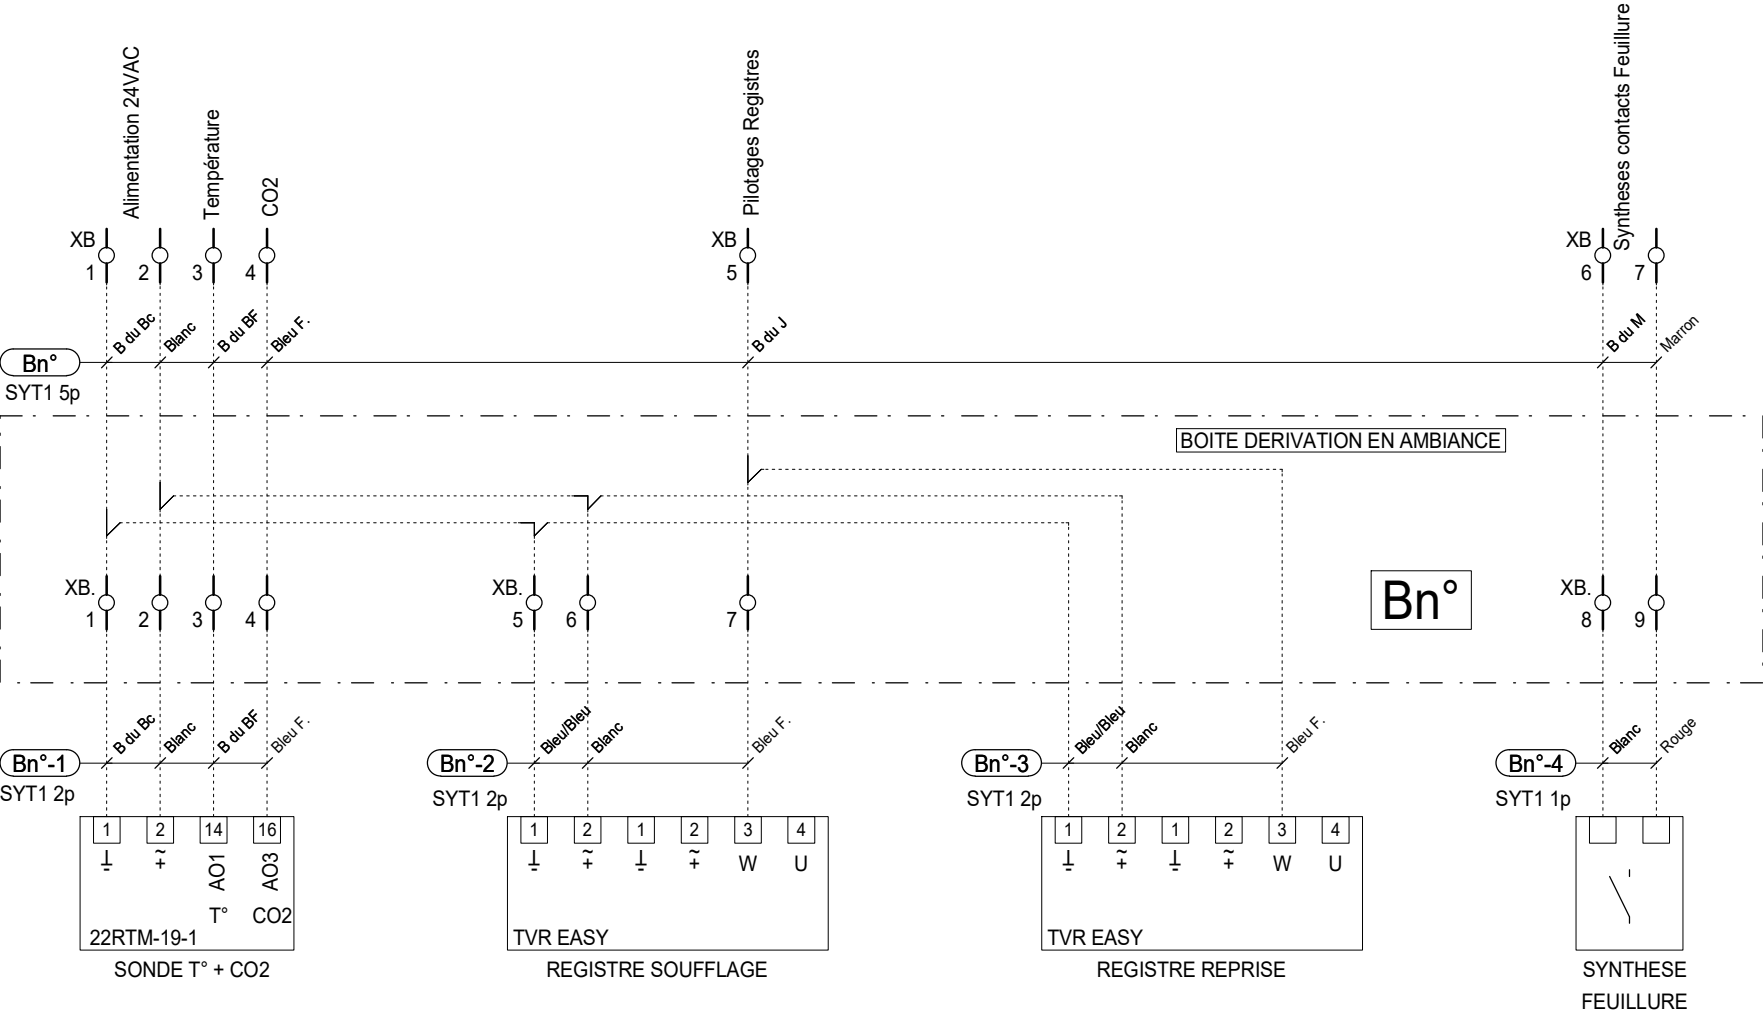 Alimentation 24VAC
Température
CO2
Pilotages Registres
Syntheses contacts Feuillure
XB XB XB
1 2 3 4 5 6 7
B du Bc Blanc B du BF Bleu F. B du J B du M Marron
Bn°
SYT1 5p
BOITE DERIVATION EN AMBIANCE
XB. XB. XB.
1 2 3 4 5 6 7 8 9
Bn°
B du Bc Blanc B du BF Bleu F. Bleu/Bleu Blanc Bleu F. Bleu/Bleu Blanc Bleu F. Blanc Rouge
Bn°-1 Bn°-2 Bn°-3 Bn°-4
SYT1 2p SYT1 2p SYT1 2p SYT1 1p
1 2 14 16 1 2 1 2 3 4 1 2 1 2 3 4
⊥ ~ AO1 AO3 ⊥ ~ ⊥ ~ W U ⊥ ~ ⊥ ~ W U
- + - + - + - + - +
T° CO2
22RTM-19-1 TVR EASY TVR EASY
SONDE T° + CO2 REGISTRE SOUFFLAGE REGISTRE REPRISE SYNTHESE
FEUILLURE